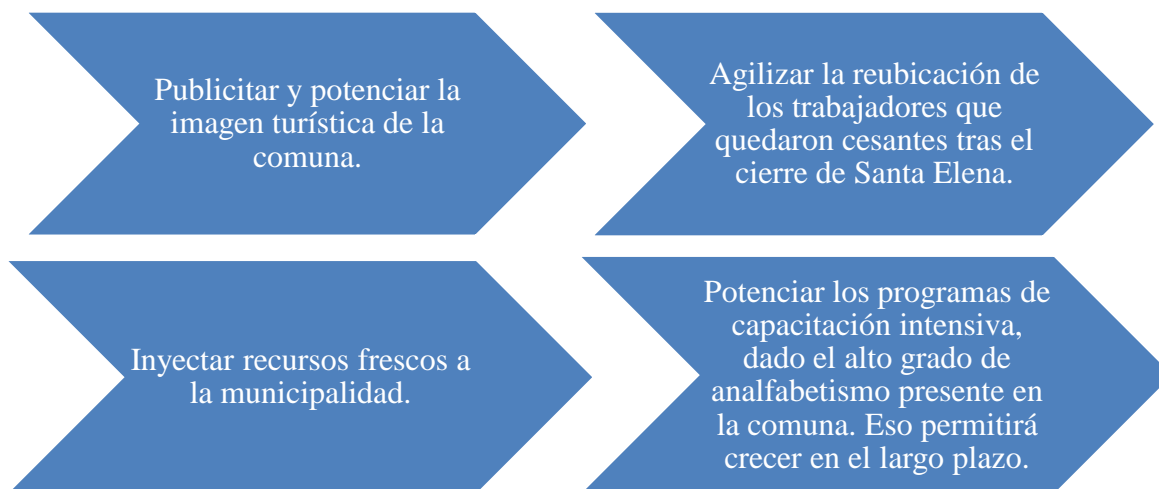 Publicitar y potenciar la
imagen turística de la
comuna.
Agilizar la reubicación de
los trabajadores que
quedaron cesantes tras el
cierre de Santa Elena.
Inyectar recursos frescos a
la municipalidad.
Potenciar los programas de
capacitación intensiva,
dado el alto grado de
analfabetismo presente en
la comuna. Eso permitirá
crecer en el largo plazo.